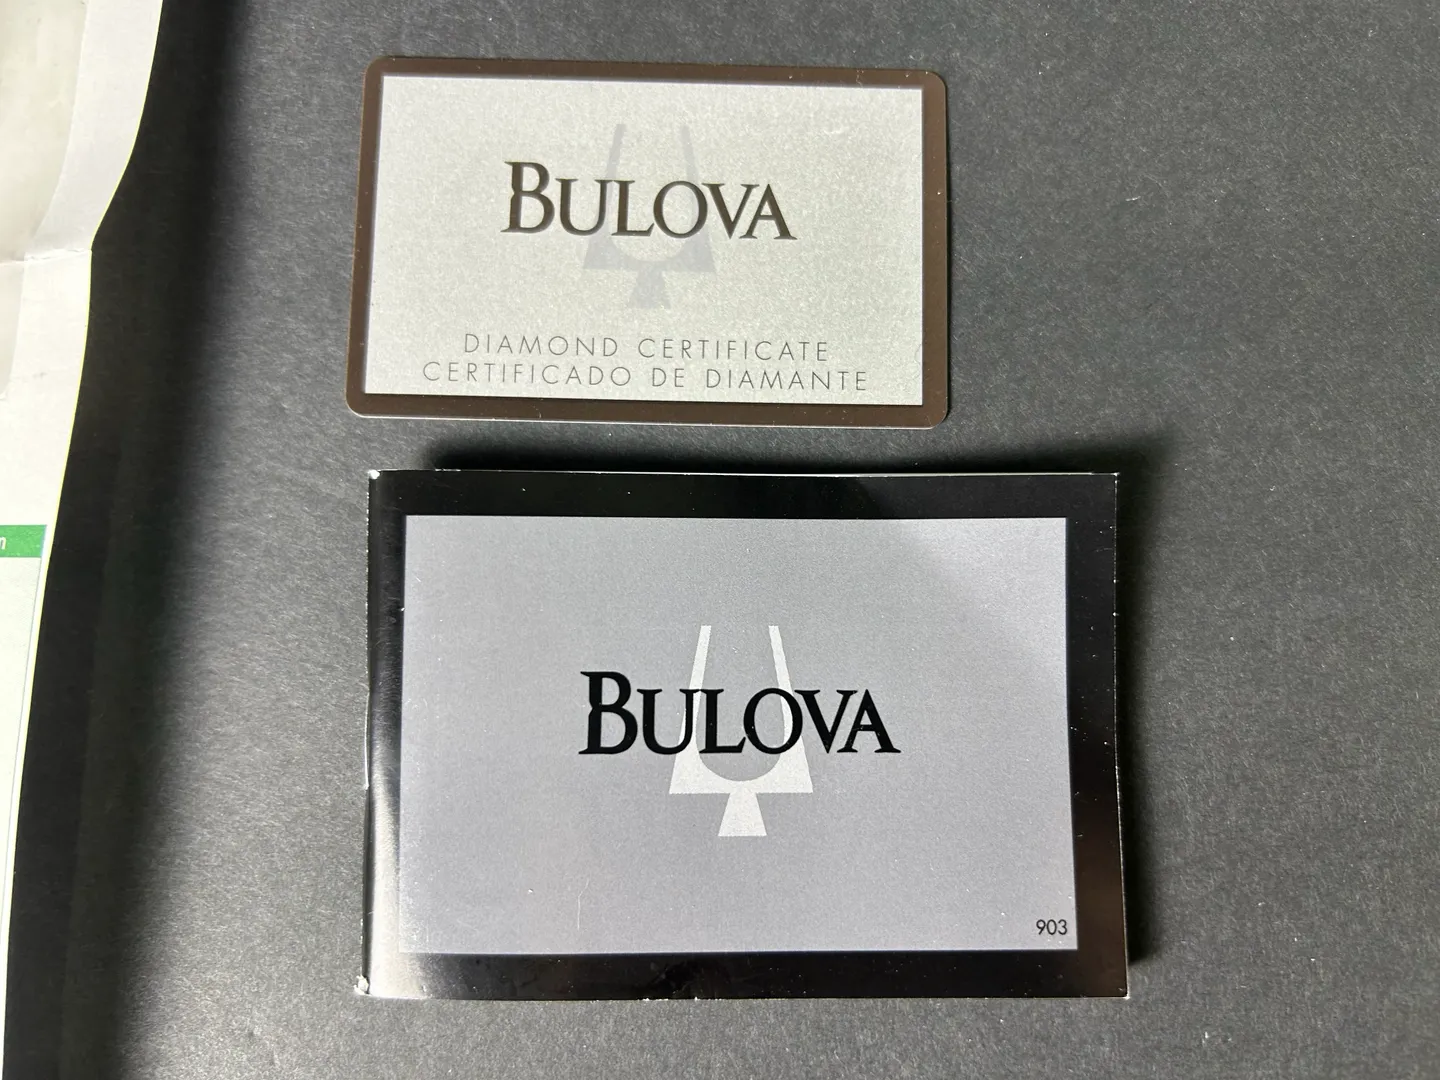 BULOVA
DIAMOND CERTIFICATE
CERTIFICADO DE DIAMANTE
BULOVA
903